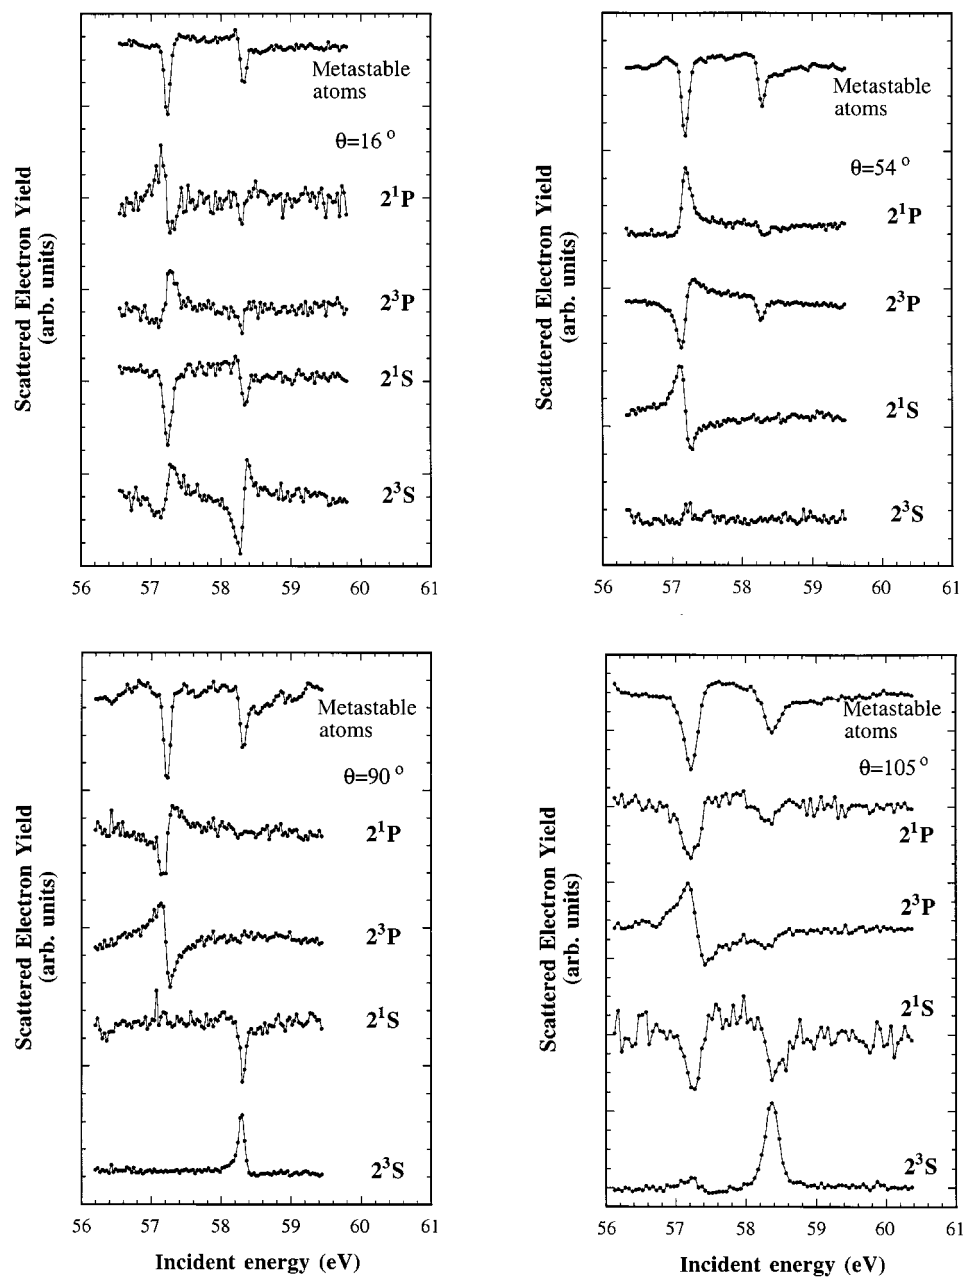 Scattered Electron Yield
(arb. units)
Metastable
atoms
θ=16 °
2¹P
2³P
2¹S
2³S
56 57 58 59 60 61
Scattered Electron Yield
(arb. units)
Metastable
atoms
θ=54 °
2¹P
2³P
2¹S
2³S
56 57 58 59 60 61
Scattered Electron Yield
(arb. units)
Metastable
atoms
θ=90 °
2¹P
2³P
2¹S
2³S
56 57 58 59 60 61
Incident energy (eV)
Scattered Electron Yield
(arb. units)
Metastable
atoms
θ=105 °
2¹P
2³P
2¹S
2³S
56 57 58 59 60 61
Incident energy (eV)